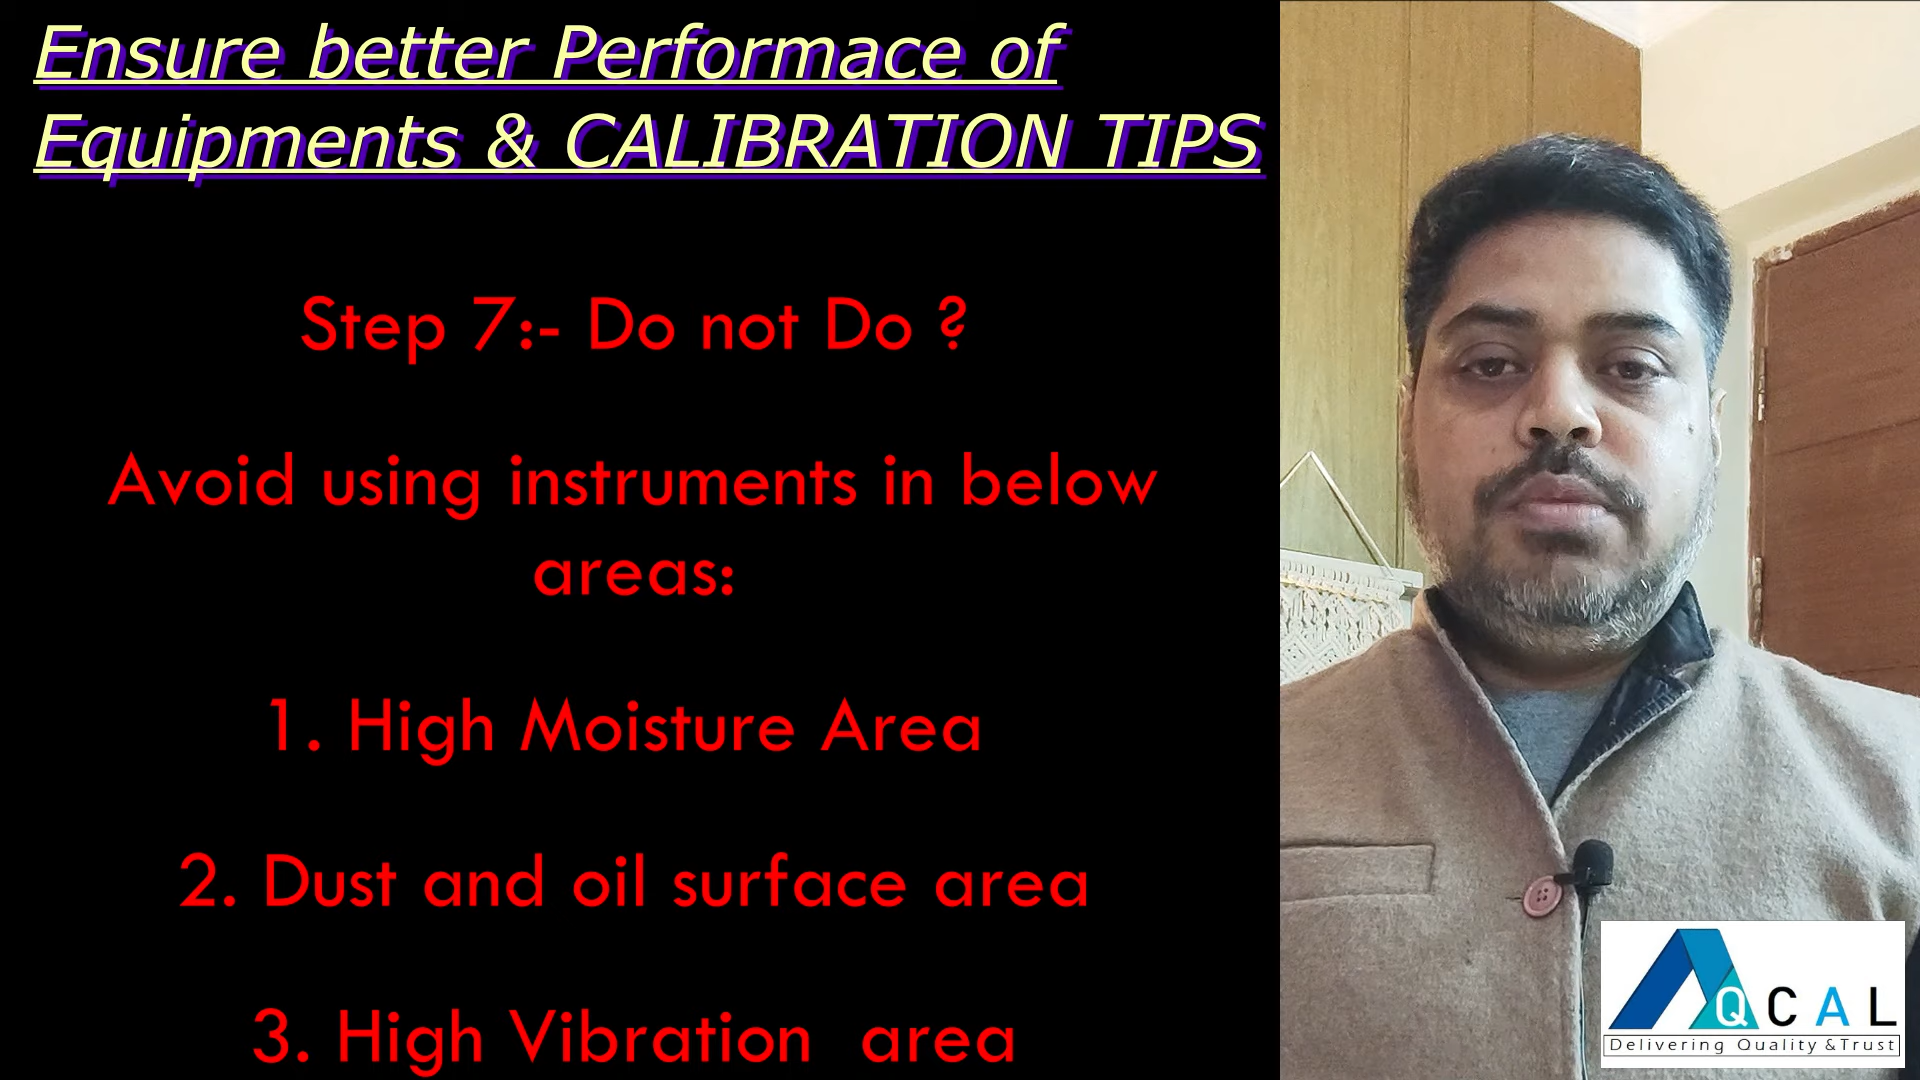 Ensure better Performace of
Equipments & CALIBRATION TIPS
Step 7:- Do not Do ?
Avoid using instruments in below
areas:
1. High Moisture Area
2. Dust and oil surface area
3. High Vibration area
AQCAL
Delivering Quality & Trust